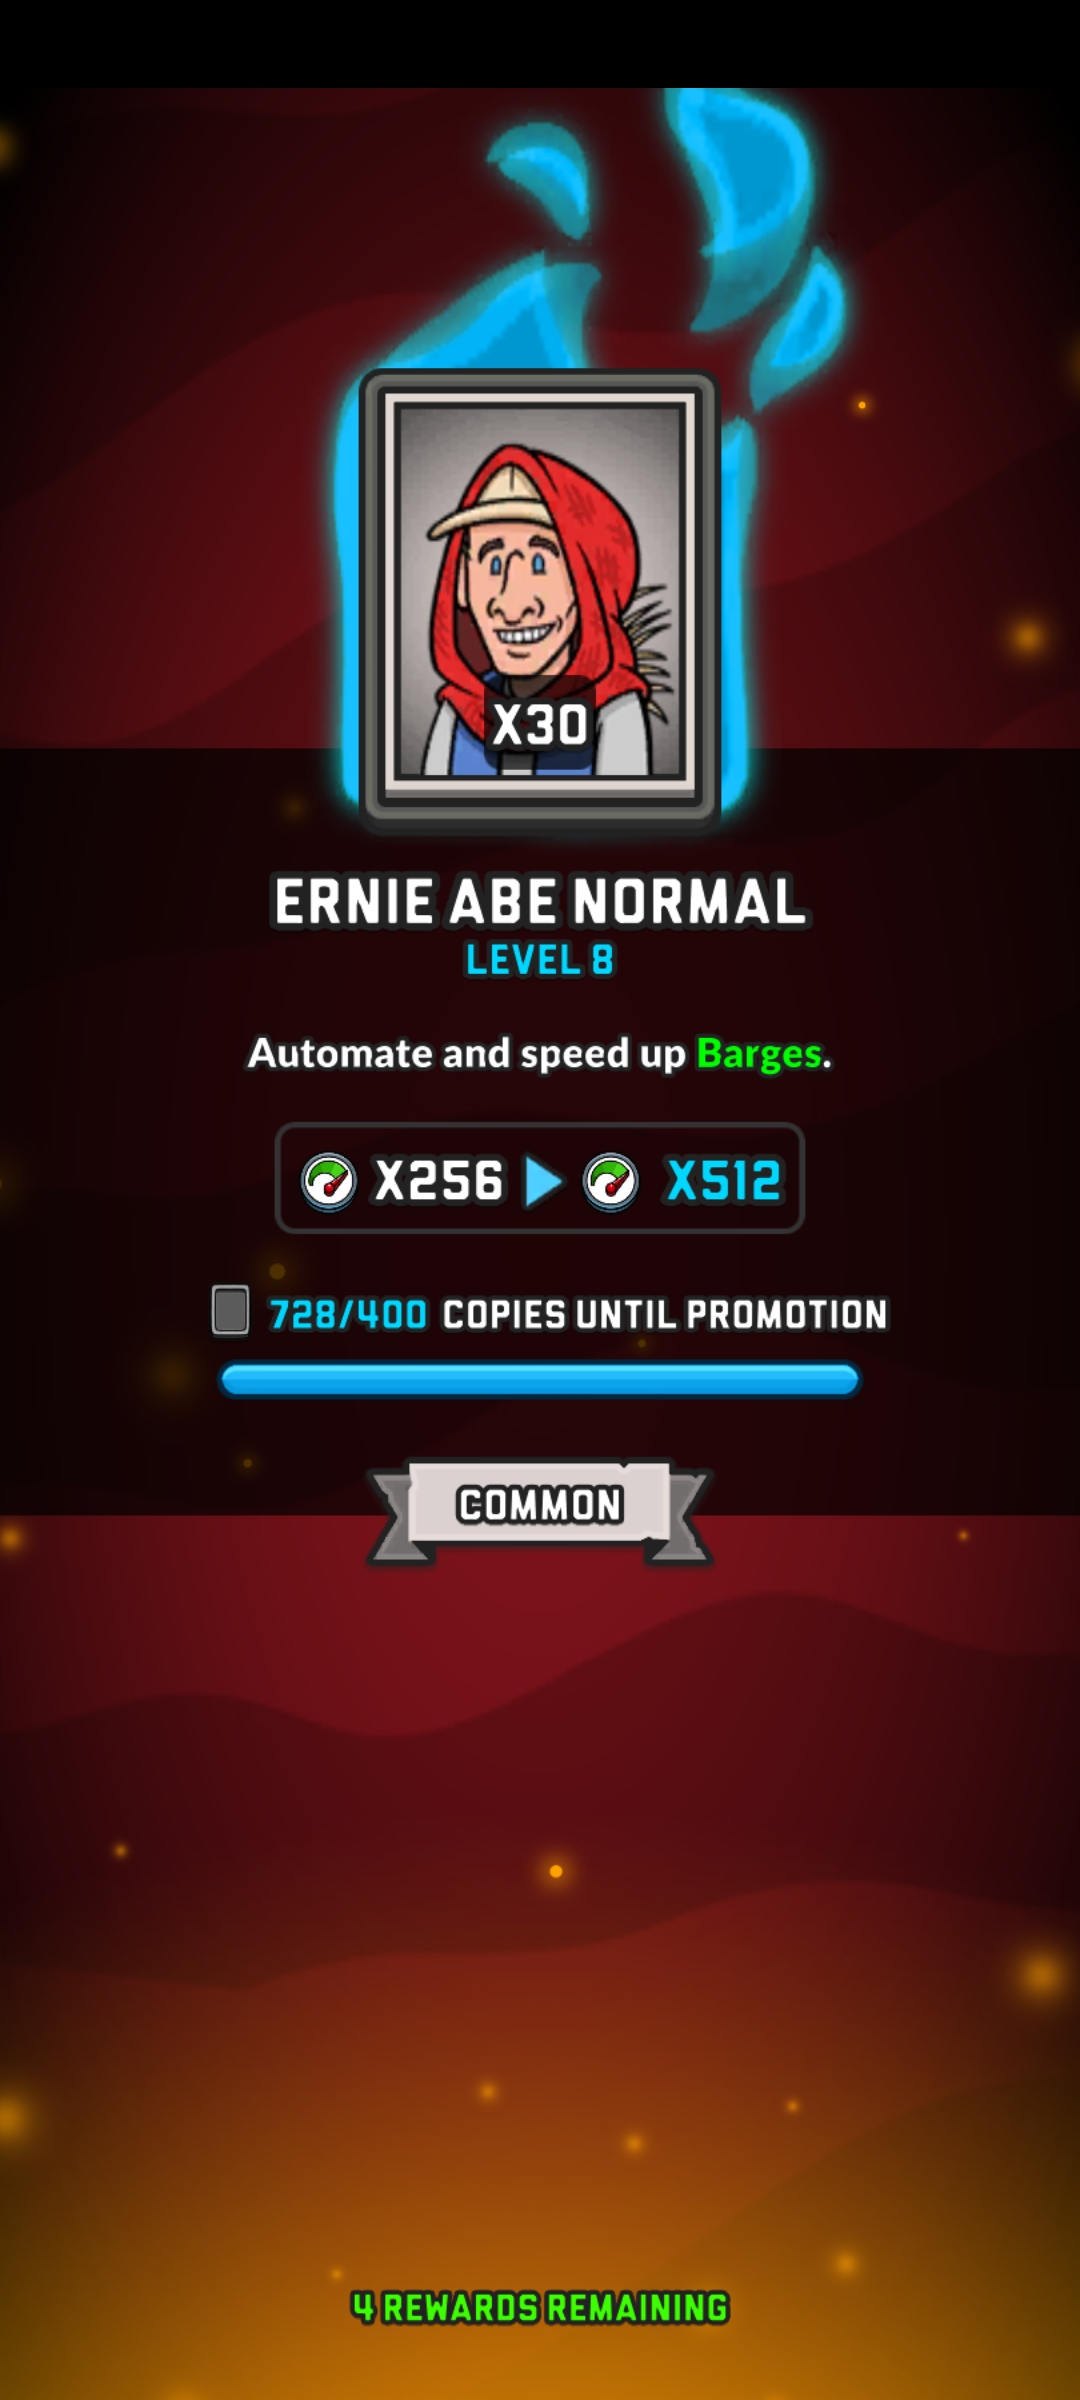 X30
ERNIE ABE NORMAL
LEVEL 8
Automate and speed up Barges.
X256 X512
728/400 COPIES UNTIL PROMOTION
COMMON
4 REWARDS REMAINING